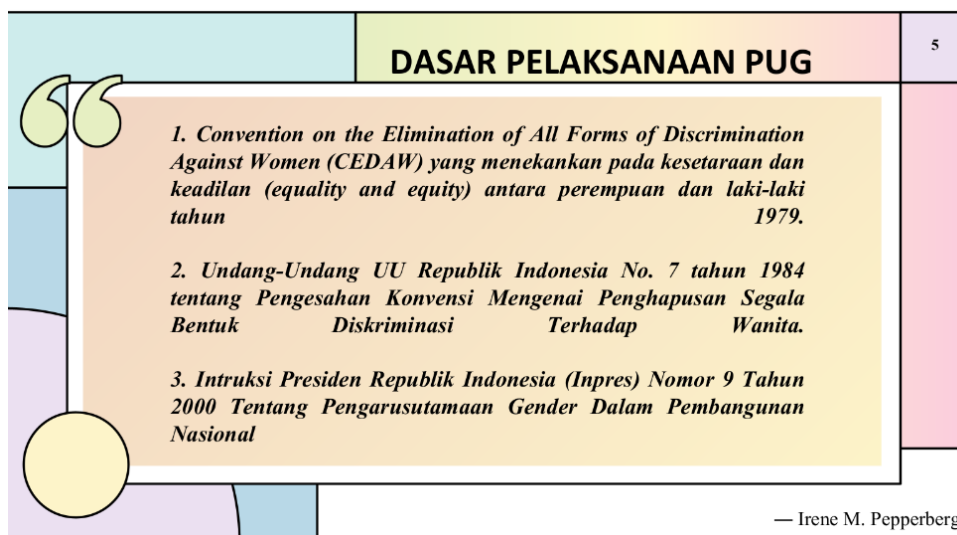 DASAR PELAKSANAAN PUG
5
1. Convention on the Elimination of All Forms of Discrimination
Against Women (CEDAW) yang menekankan pada kesetaraan dan
keadilan (equality and equity) antara perempuan dan laki-laki
tahun 1979.
2. Undang-Undang UU Republik Indonesia No. 7 tahun 1984
tentang Pengesahan Konvensi Mengenai Penghapusan Segala
Bentuk Diskriminasi Terhadap Wanita.
3. Intruksi Presiden Republik Indonesia (Inpres) Nomor 9 Tahun
2000 Tentang Pengarusutamaan Gender Dalam Pembangunan
Nasional
— Irene M. Pepperberg